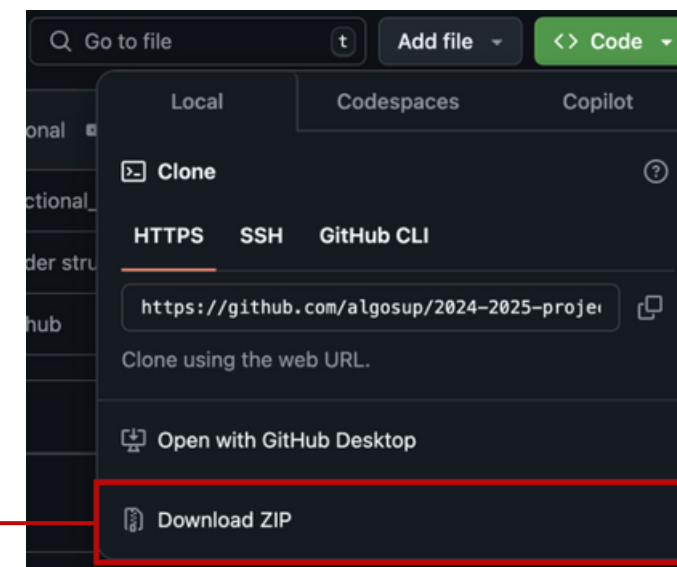 Go to file t Add file <> Code
Local Codespaces Copilot
onal
Clone
ctional_
HTTPS SSH GitHub CLI
der stru
https://github.com/algosup/2024-2025-proje
hub
Clone using the web URL.
Open with GitHub Desktop
Download ZIP